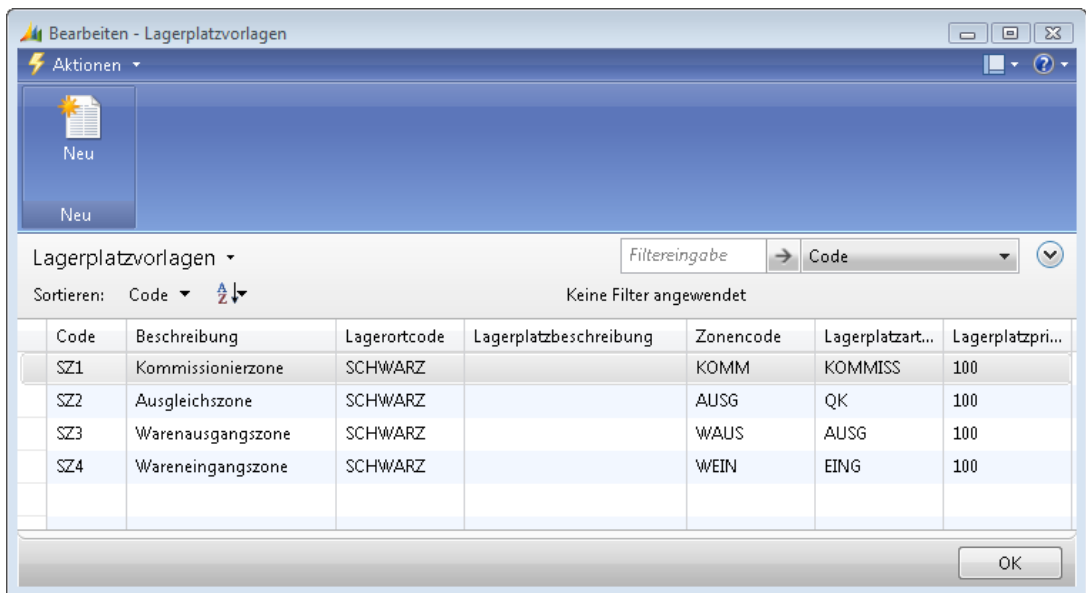 Bearbeiten - Lagerplatzvorlagen
Aktionen
Neu
Neu
Lagerplatzvorlagen Filtereingabe Code
Sortieren: Code Keine Filter angewendet
Code Beschreibung Lagerortcode Lagerplatzbeschreibung Zonencode Lagerplatzart... Lagerplatzpri...
SZ1 Kommissionierzone SCHWARZ KOMM KOMMISS 100
SZ2 Ausgleichszone SCHWARZ AUSG QK 100
SZ3 Warenausgangszone SCHWARZ WAUS AUSG 100
SZ4 Wareneingangszone SCHWARZ WEIN EING 100
OK